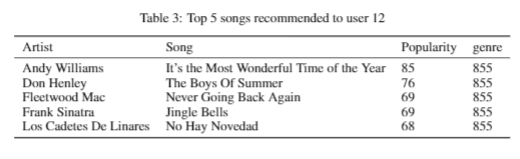 Table 3: Top 5 songs recommended to user 12
Artist Song Popularity genre
Andy Williams It's the Most Wonderful Time of the Year 85 855
Don Henley The Boys Of Summer 76 855
Fleetwood Mac Never Going Back Again 69 855
Frank Sinatra Jingle Bells 69 855
Los Cadetes De Linares No Hay Novedad 68 855